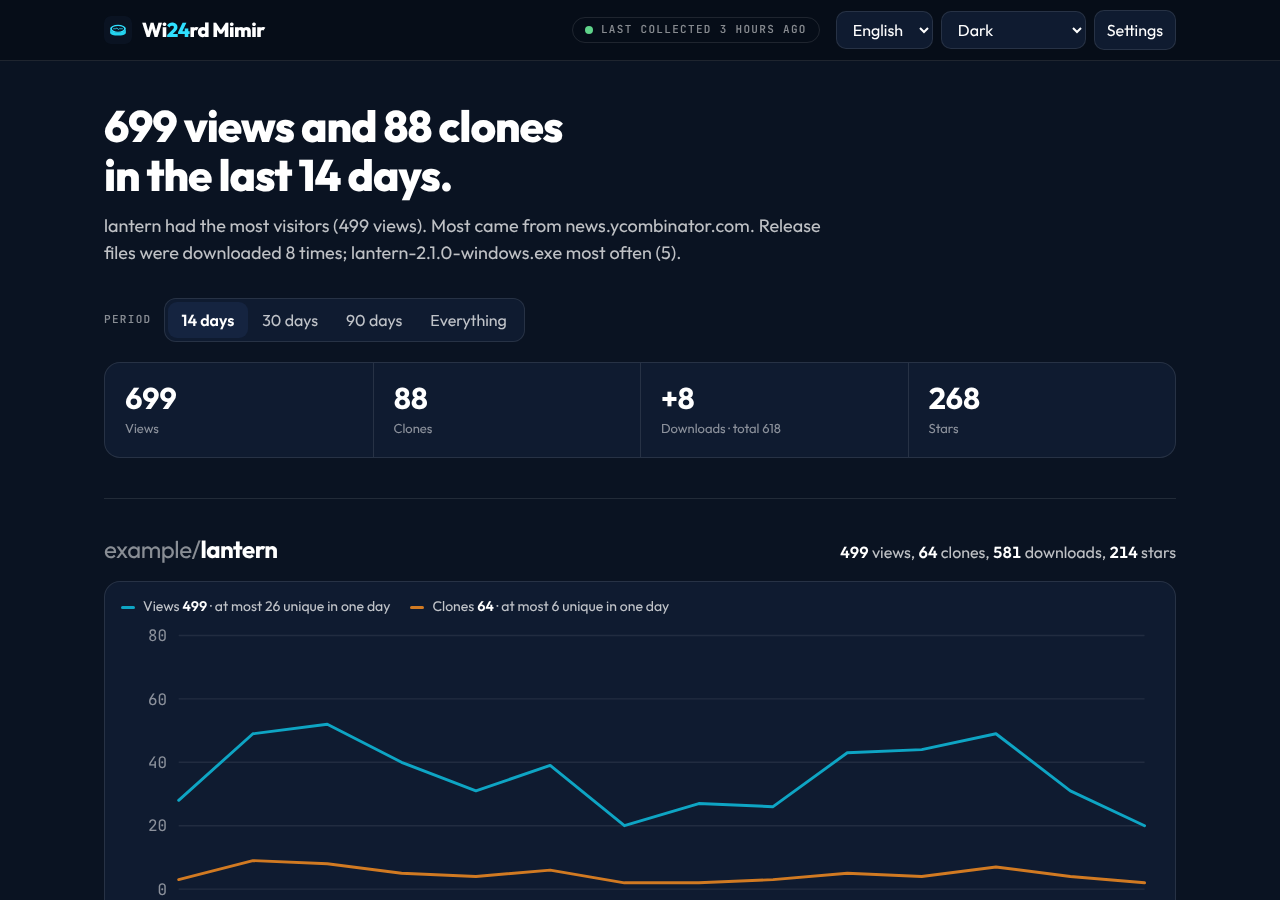 Wi24rd Mimir
LAST COLLECTED 3 HOURS AGO
English
Dark
Settings
699 views and 88 clones
in the last 14 days.
lantern had the most visitors (499 views). Most came from news.ycombinator.com. Release
files were downloaded 8 times; lantern-2.1.0-windows.exe most often (5).
PERIOD
14 days
30 days
90 days
Everything
699
Views
88
Clones
+8
Downloads · total 618
268
Stars
example/lantern
499 views, 64 clones, 581 downloads, 214 stars
Views 499 · at most 26 unique in one day
Clones 64 · at most 6 unique in one day
80
60
40
20
0